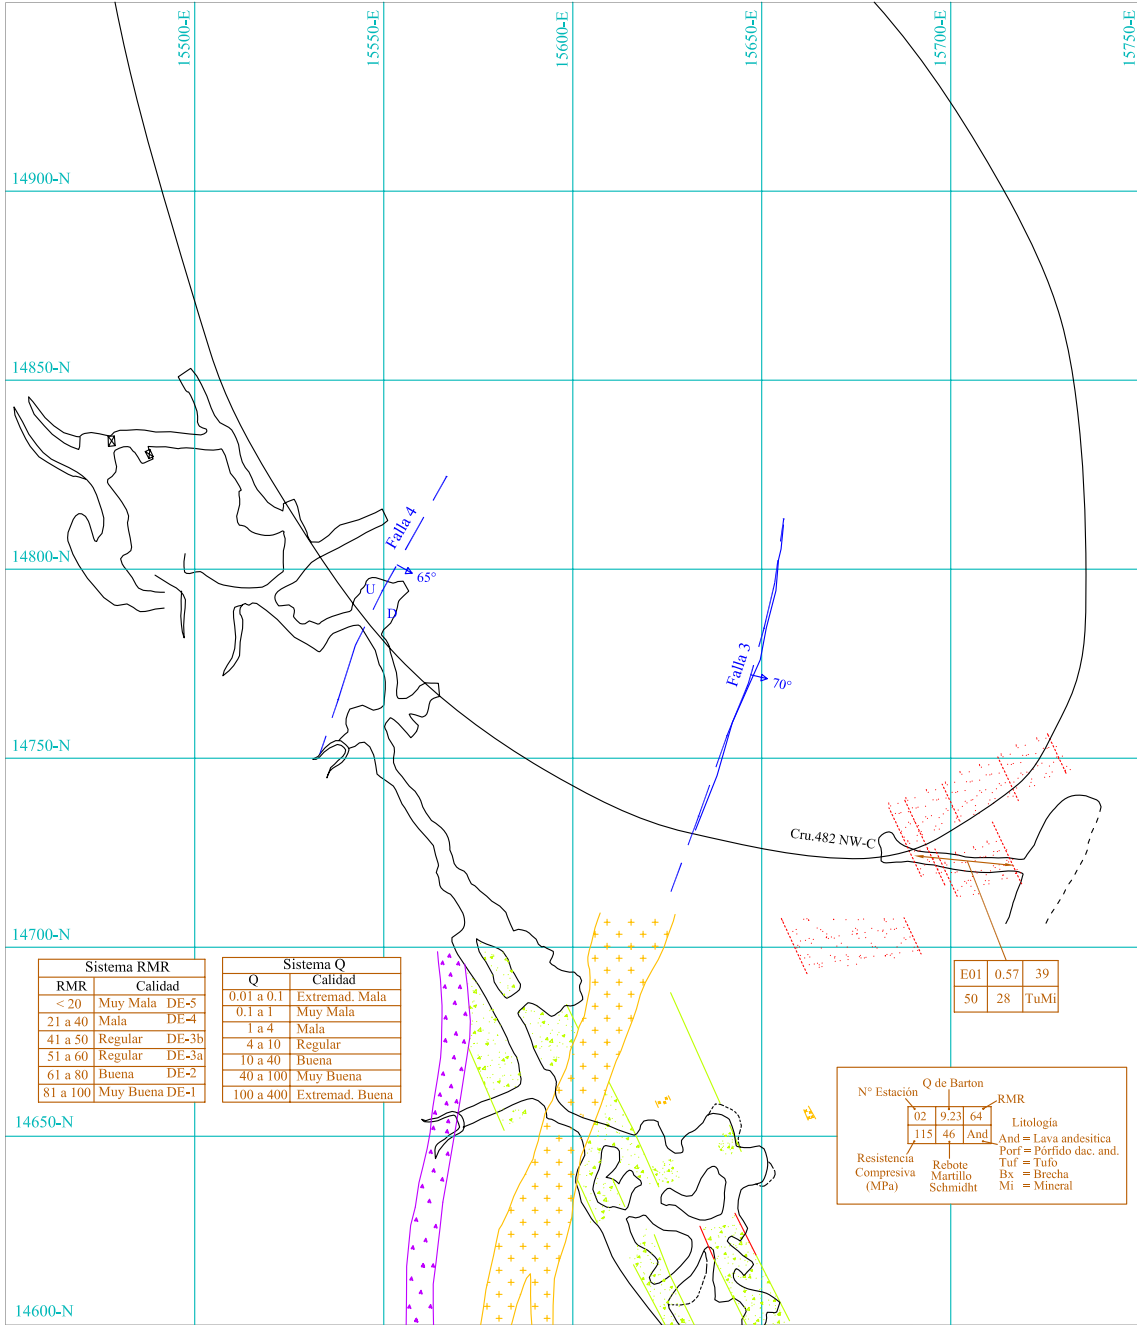 15500-E
15550-E
15600-E
15650-E
15700-E
15750-E
14900-N
14850-N
Falla 4
14800-N
65°
U
D
Falla 3
70°
14750-N
Cru.482 NW-C
14700-N
Sistema RMR
RMR Calidad
< 20 Muy Mala DE-5
21 a 40 Mala DE-4
41 a 50 Regular DE-3b
51 a 60 Regular DE-3a
61 a 80 Buena DE-2
81 a 100 Muy Buena DE-1
Sistema Q
Q Calidad
0.01 a 0.1 Extremad. Mala
0.1 a 1 Muy Mala
1 a 4 Mala
4 a 10 Regular
10 a 40 Buena
40 a 100 Muy Buena
100 a 400 Extremad. Buena
E01 0.57 39
50 28 TuMi
14650-N
Q de Barton
N° Estación
RMR
02 9.23 64
115 46 And
Litología
And = Lava andesitica
Porf = Pórfido dac. and.
Tuf = Tufo
Bx = Brecha
Mi = Mineral
Resistencia
Compresiva
(MPa)
Rebote
Martillo
Schmidht
14600-N